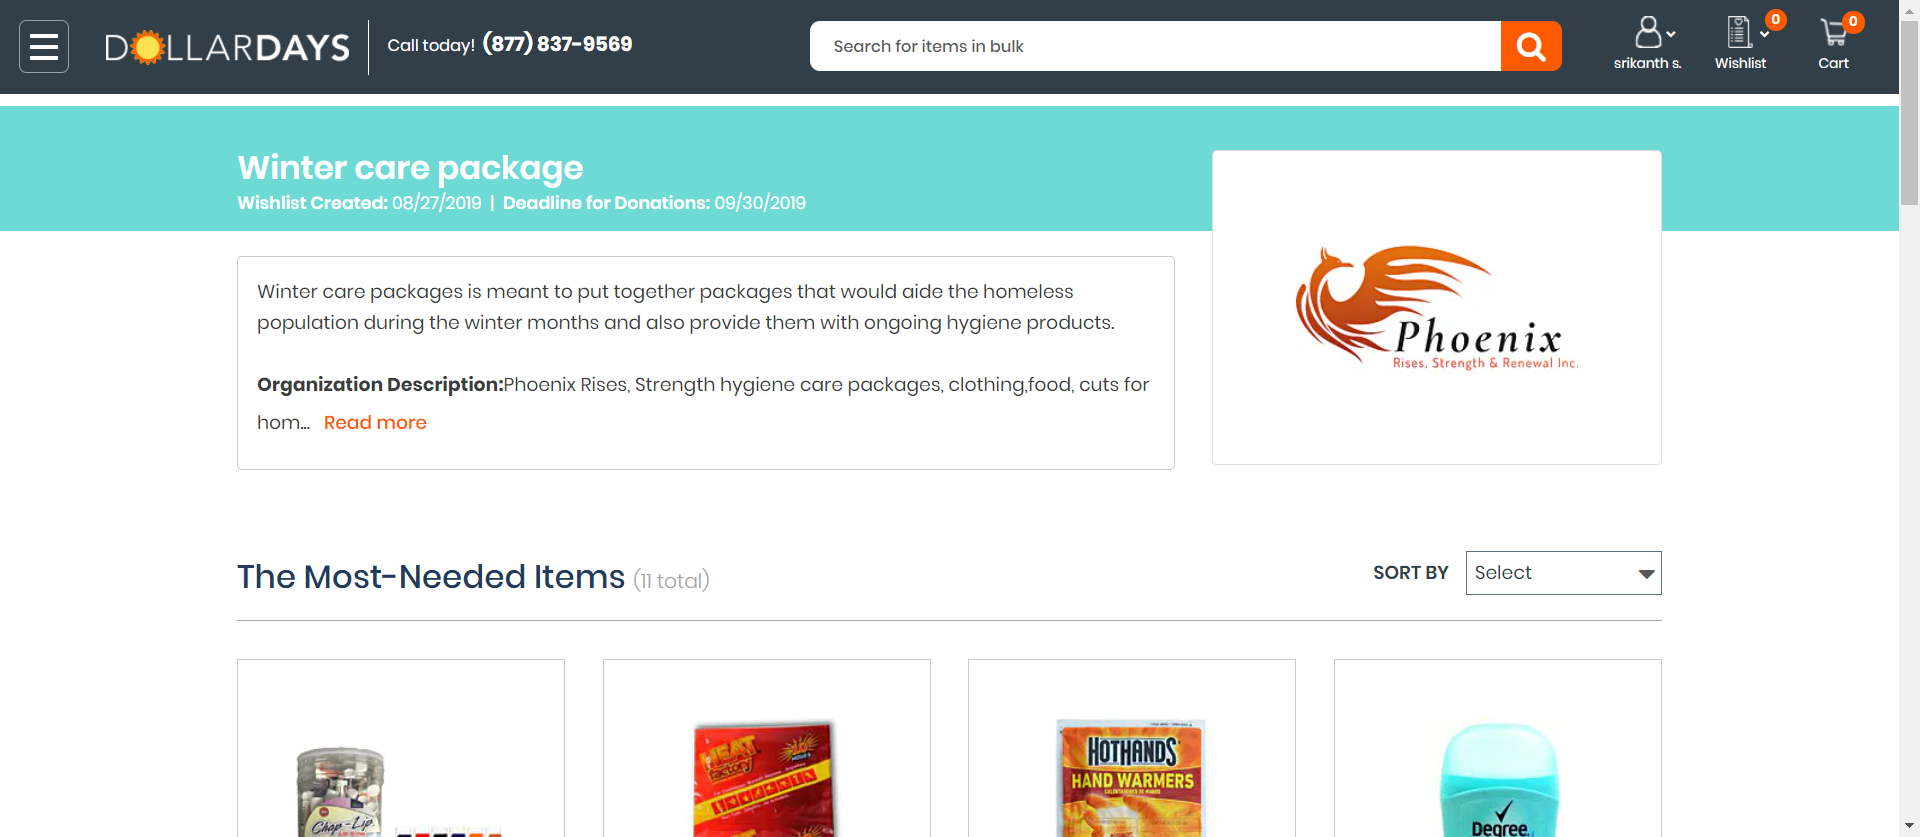 DOLLARDAYS
Call today! (877) 837-9569
Search for items in bulk
srikanth s.
0
Wishlist
0
Cart
Winter care package
Wishlist Created: 08/27/2019 | Deadline for Donations: 09/30/2019
Winter care packages is meant to put together packages that would aide the homeless
population during the winter months and also provide them with ongoing hygiene products.
Organization Description:Phoenix Rises, Strength hygiene care packages, clothing,food, cuts for
hom... Read more
Phoenix
Rises, Strength & Renewal Inc.
The Most-Needed Items (11 total)
SORT BY
Select
Chap-Lip
HEAT
factory
HOTHANDS
HAND WARMERS
Degree